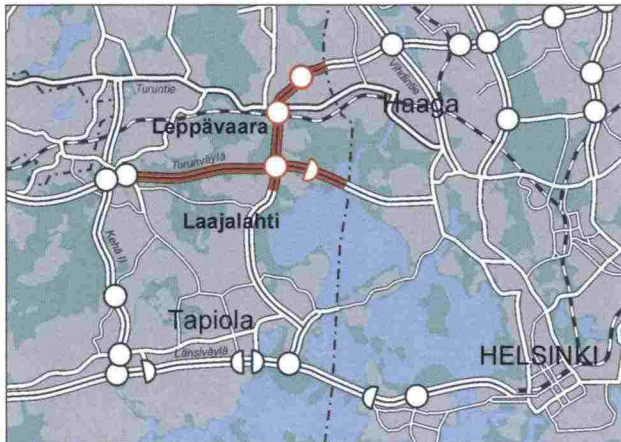 Turuntie
Vihdintie
Haaga
Leppävaara
Turunväylä
Laajalahti
Kehä II
Tapiola
Länsiväylä
HELSINKI